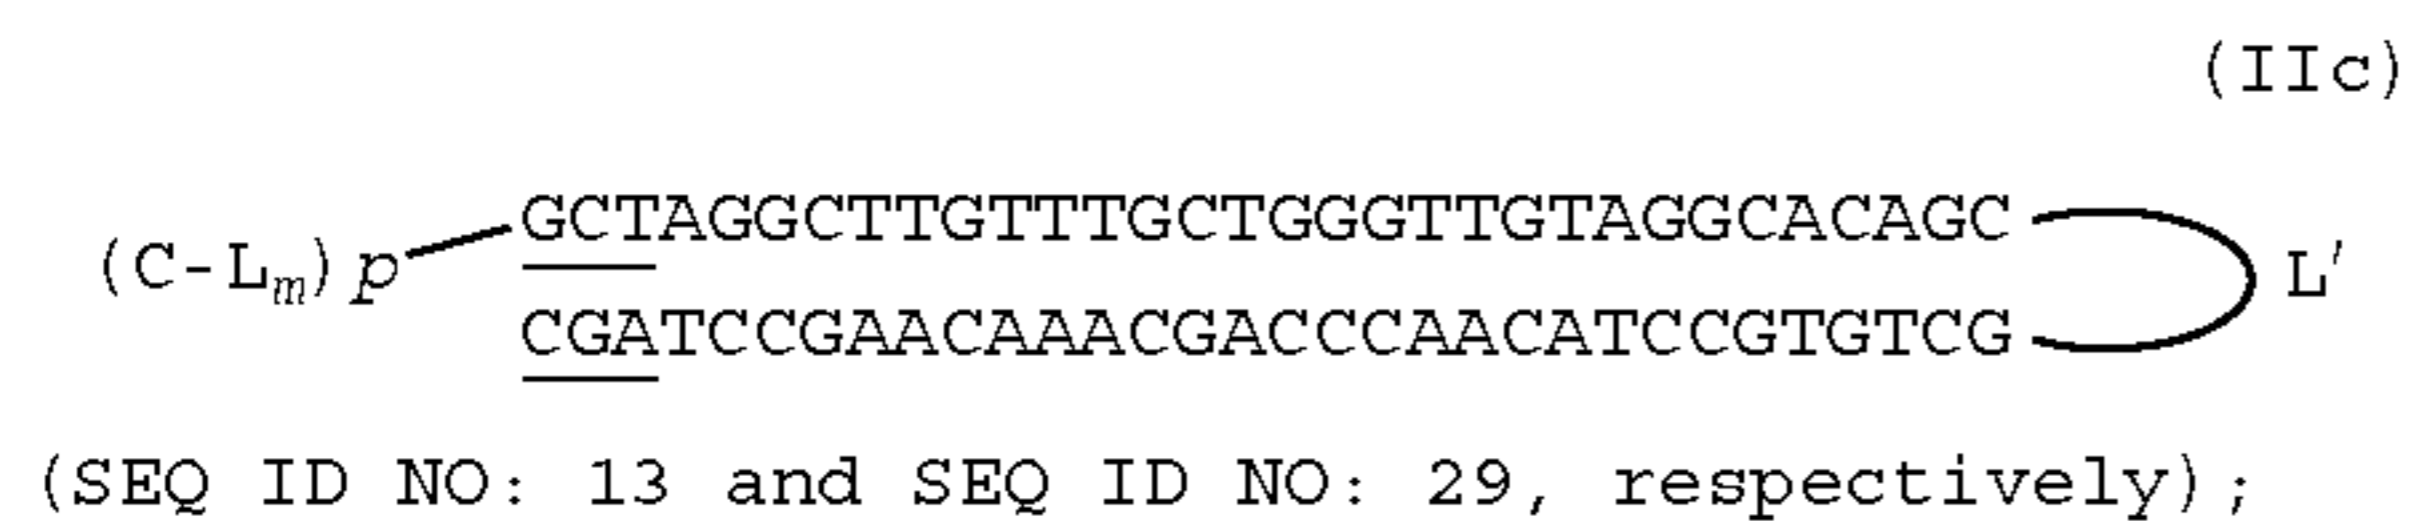 (IIc)
(C-Lm)p GCTAGGCTTGTTTGCTGGGTTGTAGGCACAGC L′
CGATCCGAACAAACGACCCAACATCCGTGTCG
(SEQ ID NO: 13 and SEQ ID NO: 29, respectively);